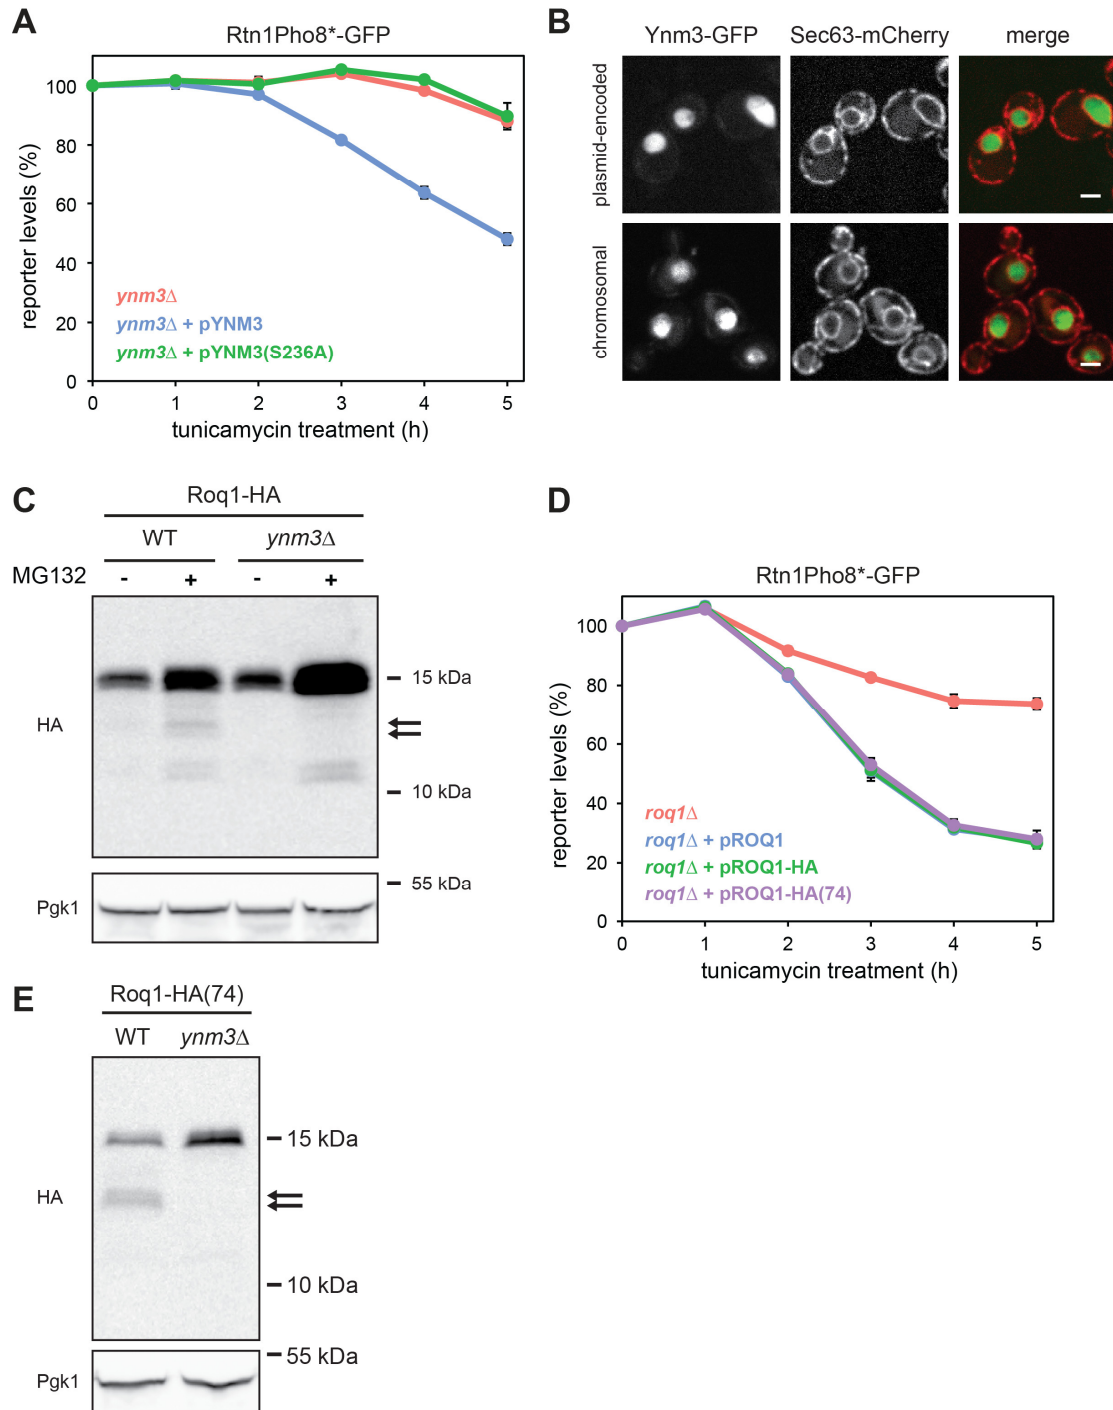 A
Rtn1Pho8*-GFP
reporter levels (%)
100
80
60
40
20
0
ynm3Δ
ynm3Δ + pYNM3
ynm3Δ + pYNM3(S236A)
0 1 2 3 4 5
tunicamycin treatment (h)
B
Ynm3-GFP Sec63-mCherry merge
plasmid-encoded
chromosomal
C
Roq1-HA
WT ynm3Δ
MG132 - + - +
HA
15 kDa
10 kDa
55 kDa
Pgk1
D
Rtn1Pho8*-GFP
reporter levels (%)
100
80
60
40
20
0
roq1Δ
roq1Δ + pROQ1
roq1Δ + pROQ1-HA
roq1Δ + pROQ1-HA(74)
0 1 2 3 4 5
tunicamycin treatment (h)
E
Roq1-HA(74)
WT ynm3Δ
15 kDa
HA
10 kDa
55 kDa
Pgk1